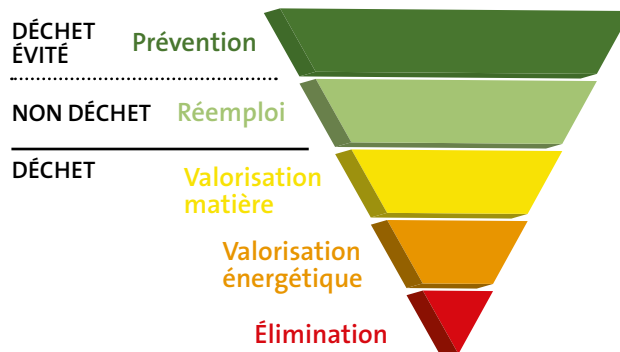 DÉCHET
ÉVITÉ
Prévention
NON DÉCHET
Réemploi
DÉCHET
Valorisation
matière
Valorisation
énergétique
Élimination